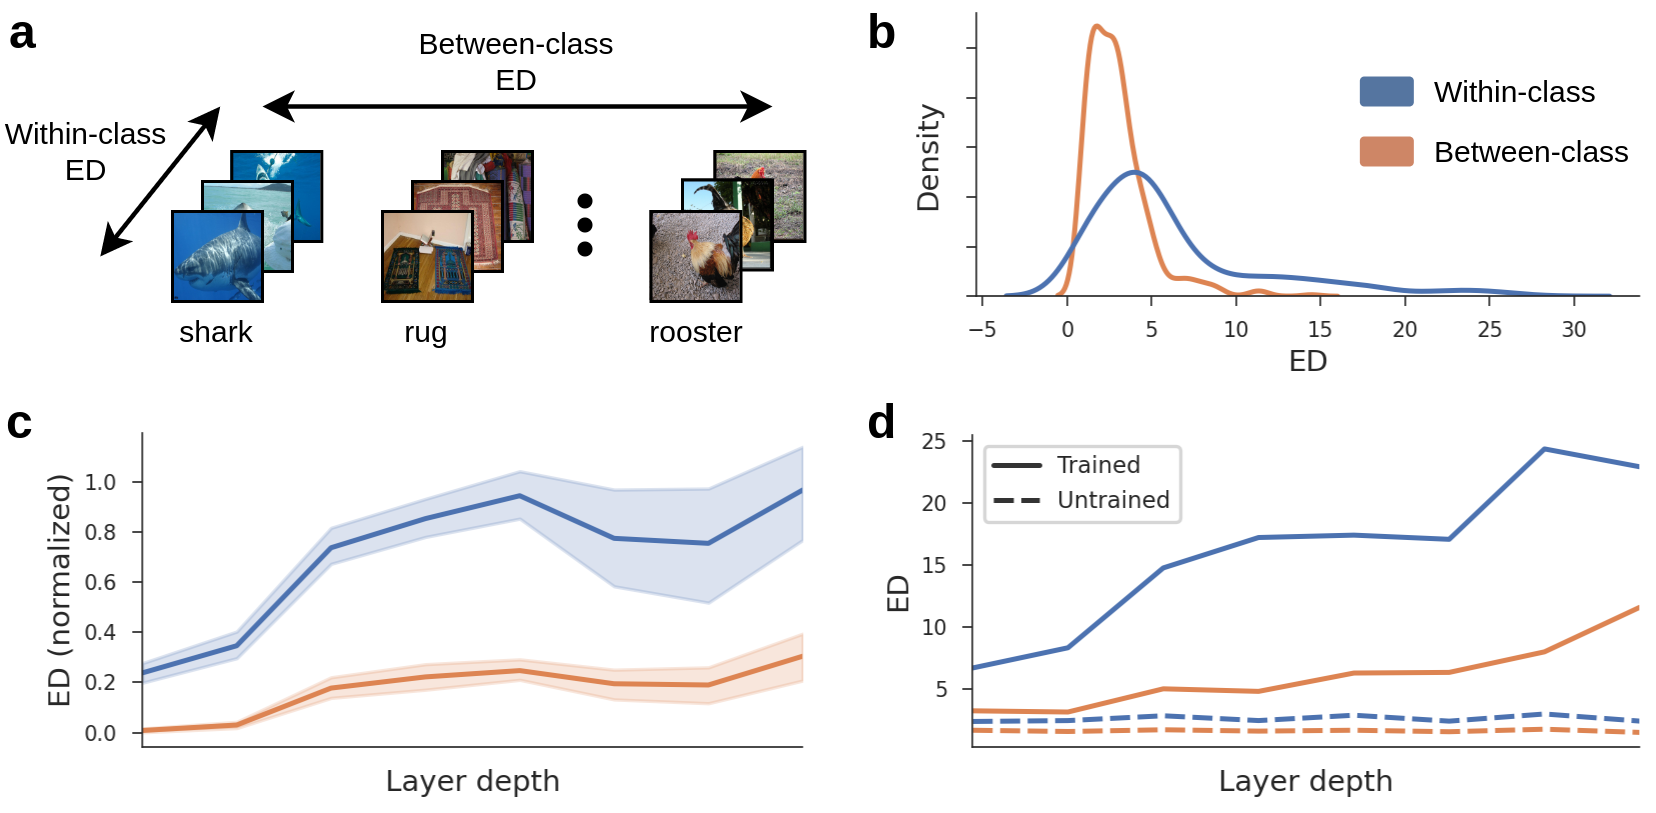 a
Between-class
ED
Within-class
ED
shark
rug
rooster
b
Density
Within-class
Between-class
−5
0
5
10
15
20
25
30
ED
c
ED (normalized)
1.0
0.8
0.6
0.4
0.2
0.0
Layer depth
d
ED
25
20
15
10
5
Trained
Untrained
Layer depth